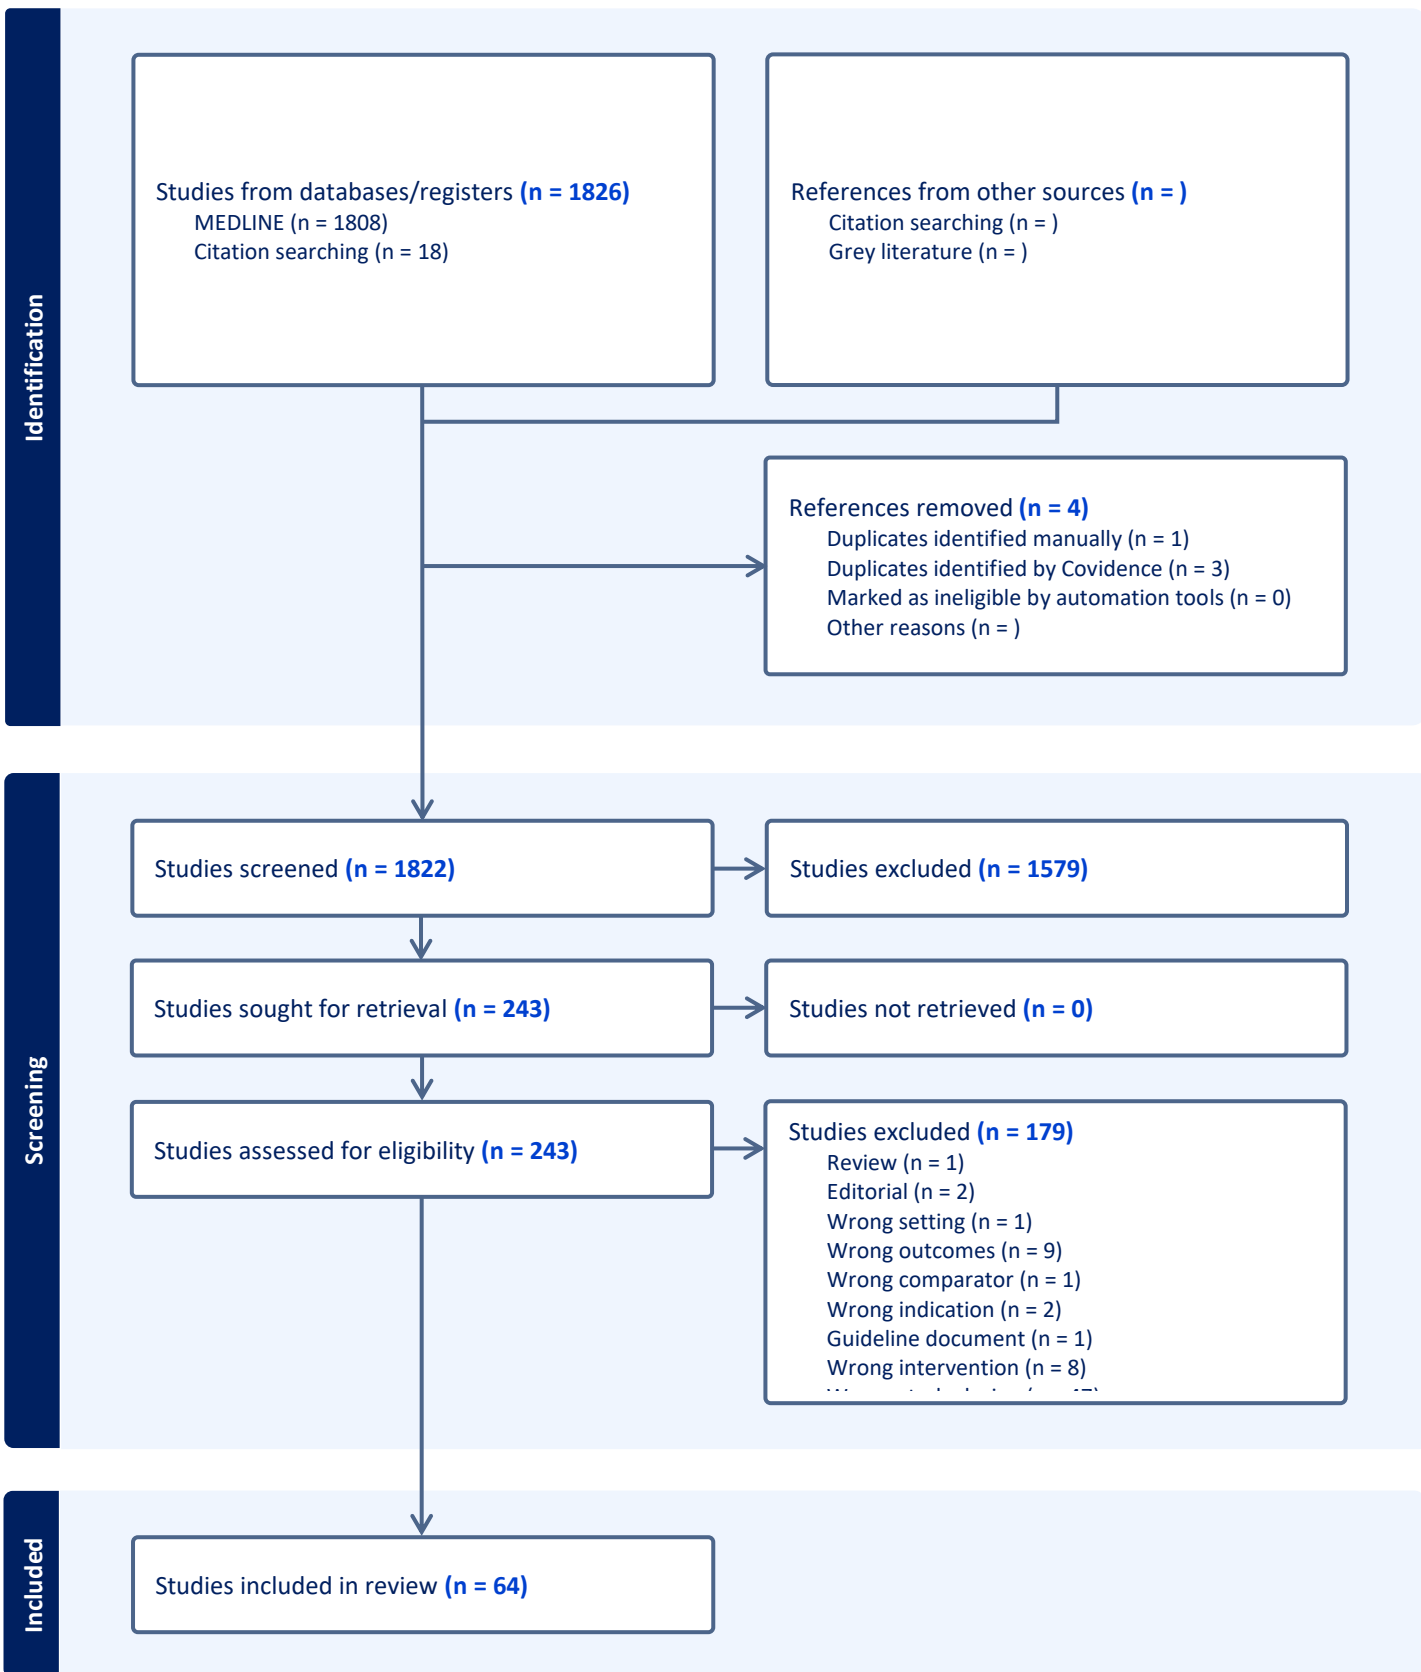 Identification
Studies from databases/registers (n = 1826)
MEDLINE (n = 1808)
Citation searching (n = 18)
References from other sources (n = )
Citation searching (n = )
Grey literature (n = )
References removed (n = 4)
Duplicates identified manually (n = 1)
Duplicates identified by Covidence (n = 3)
Marked as ineligible by automation tools (n = 0)
Other reasons (n = )
Screening
Studies screened (n = 1822)
Studies excluded (n = 1579)
Studies sought for retrieval (n = 243)
Studies not retrieved (n = 0)
Studies assessed for eligibility (n = 243)
Studies excluded (n = 179)
Review (n = 1)
Editorial (n = 2)
Wrong setting (n = 1)
Wrong outcomes (n = 9)
Wrong comparator (n = 1)
Wrong indication (n = 2)
Guideline document (n = 1)
Wrong intervention (n = 8)
Included
Studies included in review (n = 64)